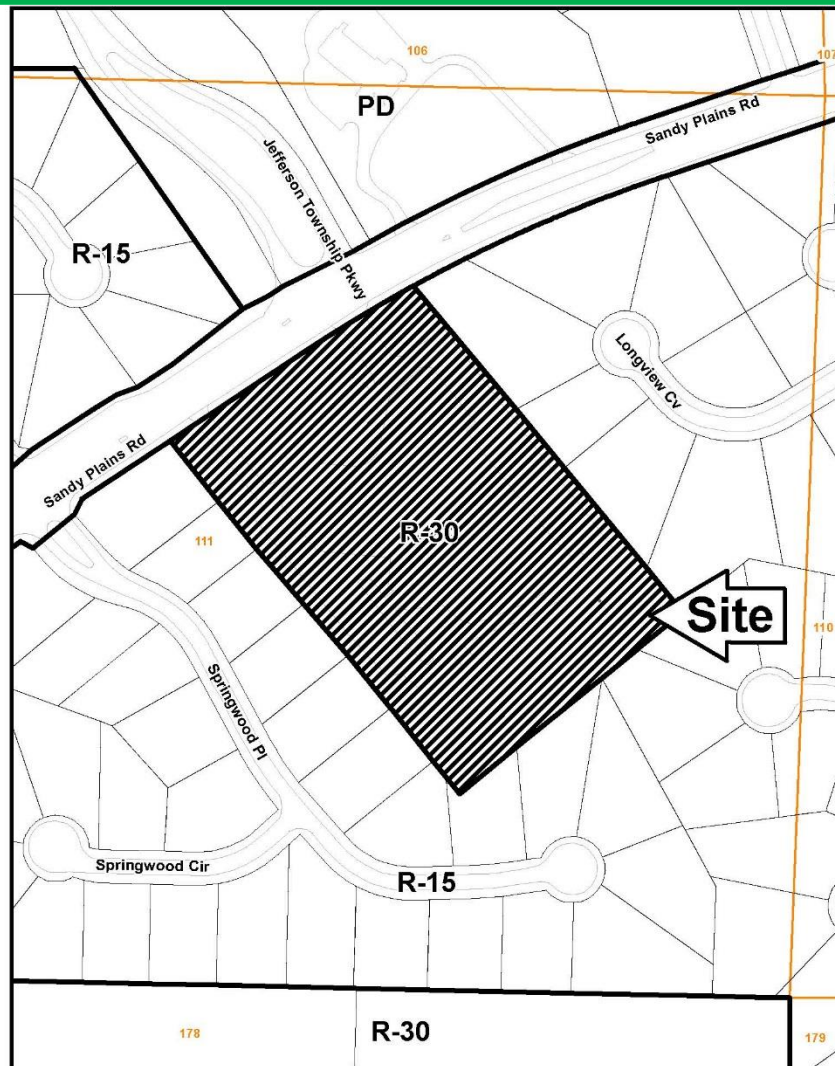 106
107
PD
Sandy Plains Rd
Jefferson Township Pkwy
R-15
Longview Cv
Sandy Plains Rd
R-30
111
Site
110
Springwood Pl
Springwood Cir
R-15
178
R-30
179